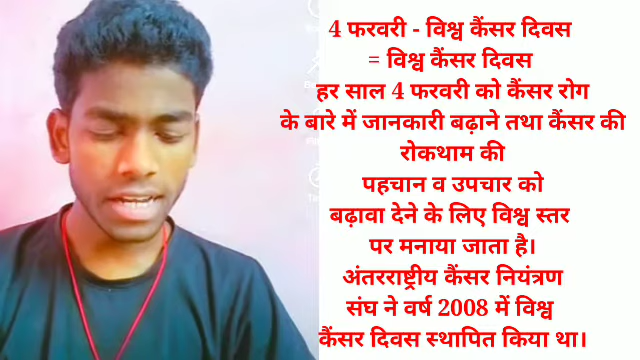 4 फरवरी - विश्व कैंसर दिवस
= विश्व कैंसर दिवस
हर साल 4 फरवरी को कैंसर रोग
के बारे में जानकारी बढ़ाने तथा कैंसर की
रोकथाम की
पहचान व उपचार को
बढ़ावा देने के लिए विश्व स्तर
पर मनाया जाता है।
अंतरराष्ट्रीय कैंसर नियंत्रण
संघ ने वर्ष 2008 में विश्व
कैंसर दिवस स्थापित किया था।